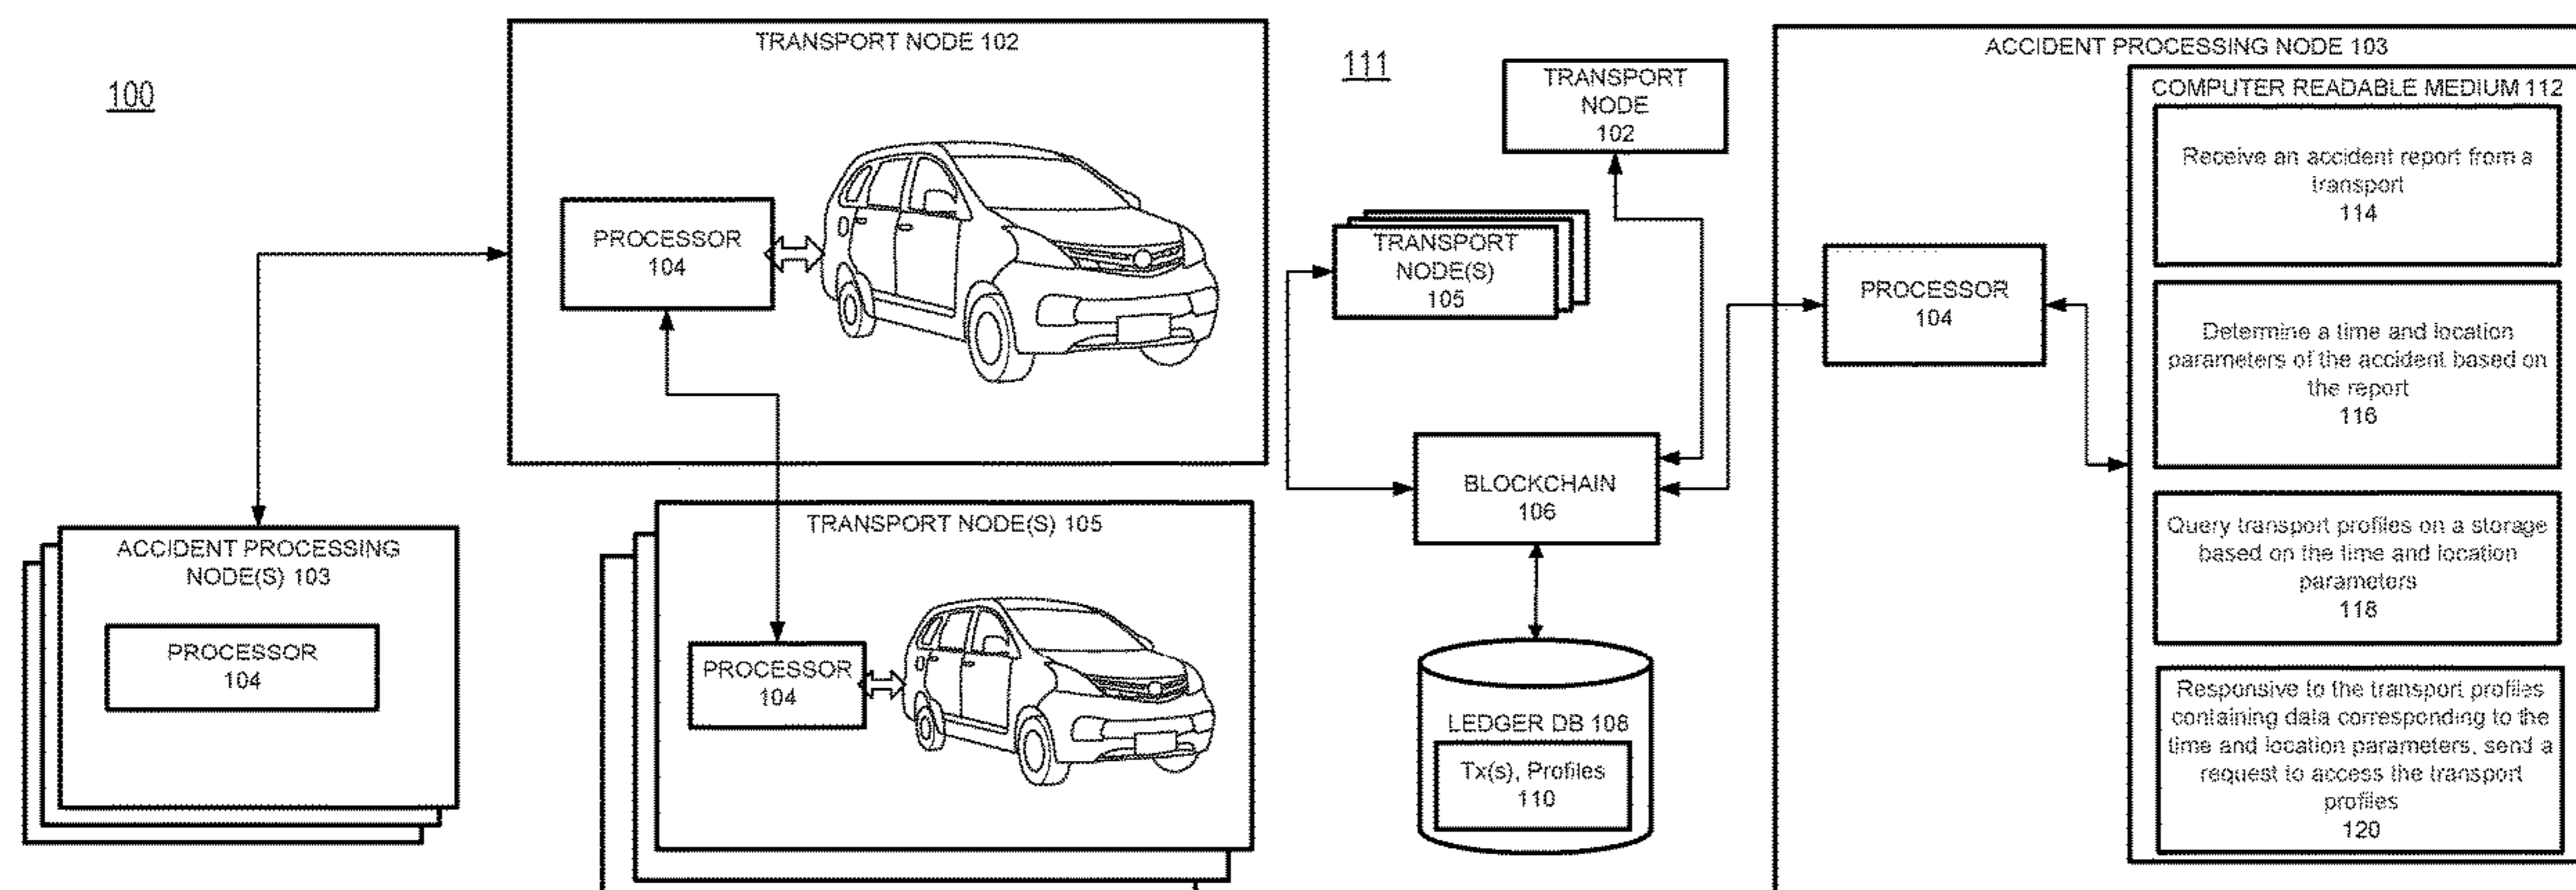 100
TRANSPORT NODE 102
PROCESSOR
104
ACCIDENT PROCESSING
NODE(S) 103
PROCESSOR
104
TRANSPORT NODE(S) 105
PROCESSOR
104
111
TRANSPORT
NODE
102
TRANSPORT
NODE(S)
105
BLOCKCHAIN
106
LEDGER DB 108
Tx(s), Profiles
110
ACCIDENT PROCESSING NODE 103
PROCESSOR
104
COMPUTER READABLE MEDIUM 112
Receive an accident report from a
transport
114
Determine a time and location
parameters of the accident based on
the report
116
Query transport profiles on a storage
based on the time and location
parameters
118
Responsive to the transport profiles
containing data corresponding to the
time and location parameters, send a
request to access the transport
profiles
120